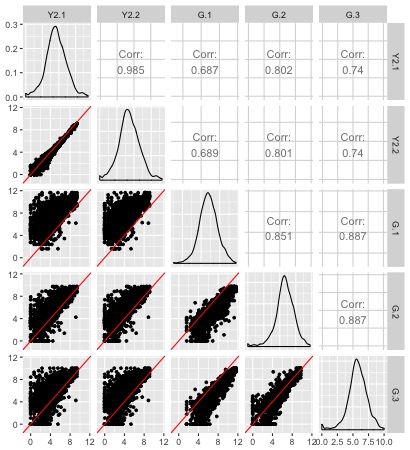 Y2.1 Y2.2 G.1 G.2 G.3
0.3 0.2 0.1 0.0
Corr: 0.985
Corr: 0.687
Corr: 0.802
Corr: 0.74
Y2.1
12 8 4 0
Corr: 0.689
Corr: 0.801
Corr: 0.74
Y2.2
12 8 4 0
Corr: 0.851
Corr: 0.887
G.1
12 8 4 0
Corr: 0.887
G.2
12 8 4 0
G.3
0 4 8 12 0 4 8 12 0 4 8 12 0 4 8 12 0.0 2.5 5.0 7.5 10.0